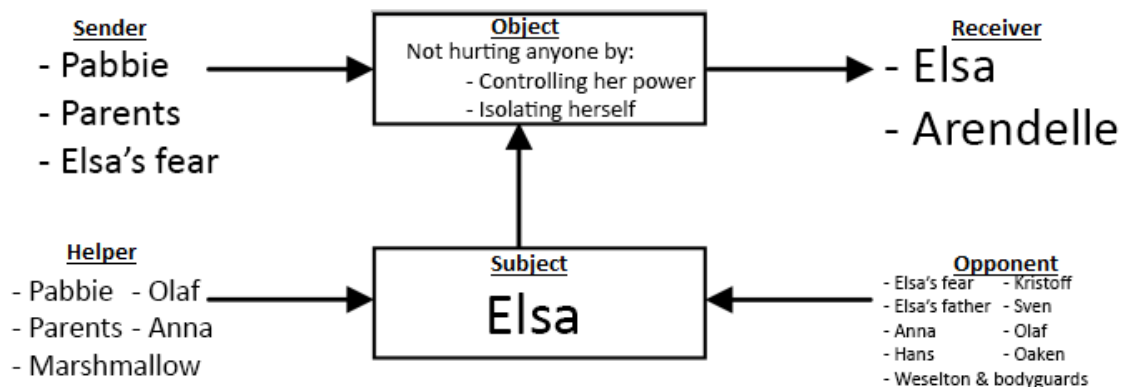 Sender
- Pabbie
- Parents
- Elsa's fear
Object
Not hurting anyone by:
- Controlling her power
- Isolating herself
Receiver
- Elsa
- Arendelle
Helper
- Pabbie - Olaf
- Parents - Anna
- Marshmallow
Subject
Elsa
Opponent
- Elsa's fear - Kristoff
- Elsa's father - Sven
- Anna - Olaf
- Hans - Oaken
- Weselton & bodyguards